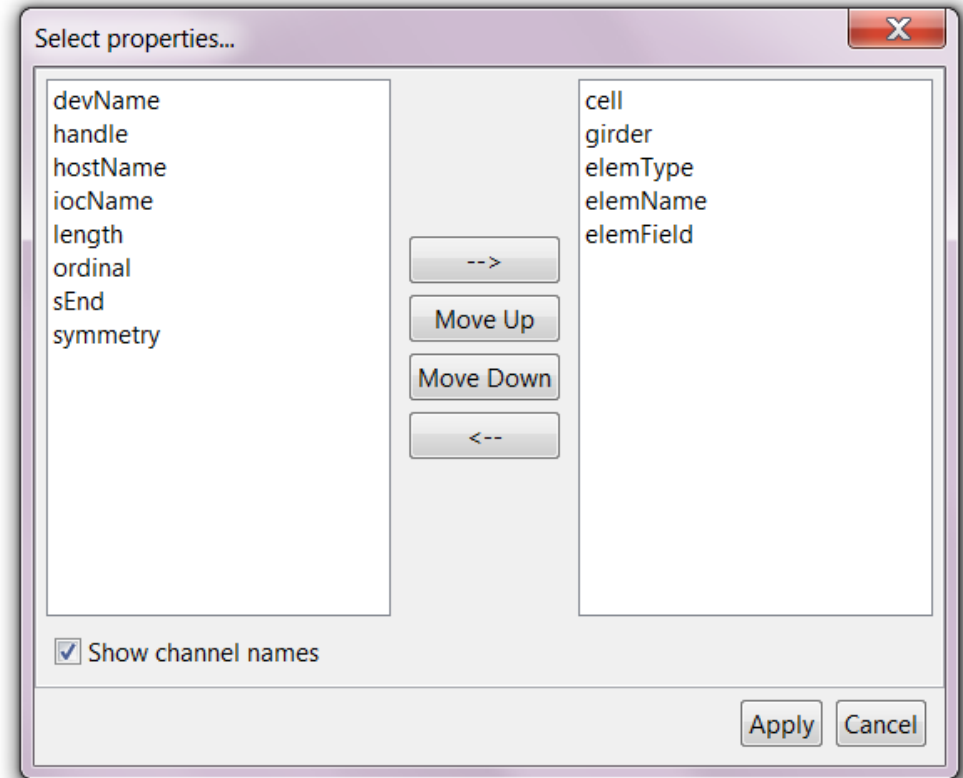 Select properties...
X
devName
handle
hostName
iocName
length
ordinal
sEnd
symmetry
-->
Move Up
Move Down
<--
cell
girder
elemType
elemName
elemField
Show channel names
Apply
Cancel